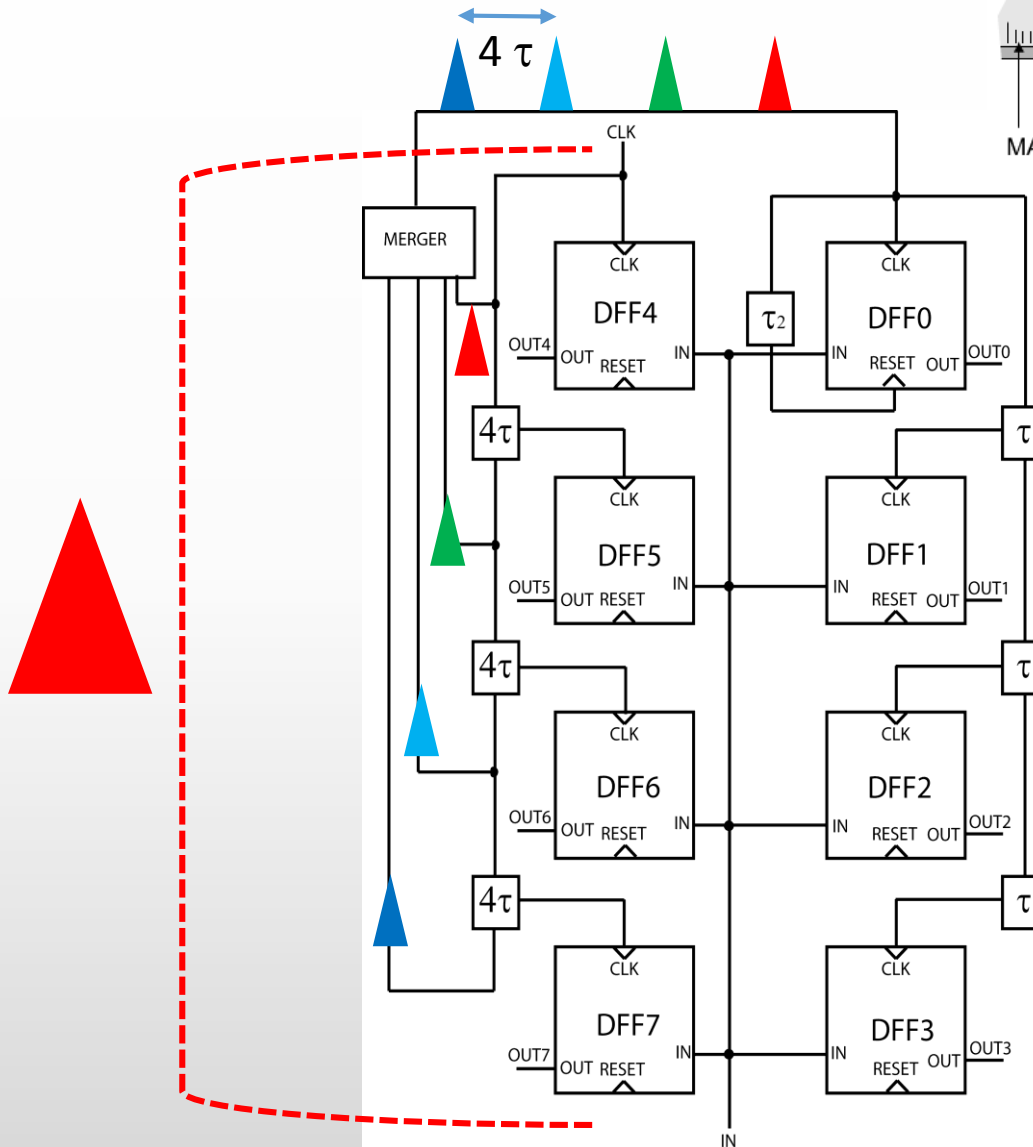 4 τ
MA
CLK
MERGER
CLK
DFF4
OUT4
OUT
IN
RESET
τ2
CLK
DFF0
IN
RESET
OUT
OUT0
4τ
τ
CLK
DFF5
OUT5
OUT
RESET
IN
CLK
DFF1
IN
RESET
OUT
OUT1
4τ
τ
CLK
DFF6
OUT6
OUT
RESET
IN
CLK
DFF2
IN
RESET
OUT
OUT2
4τ
τ
CLK
DFF7
OUT7
OUT
RESET
IN
CLK
DFF3
IN
RESET
OUT
OUT3
IN